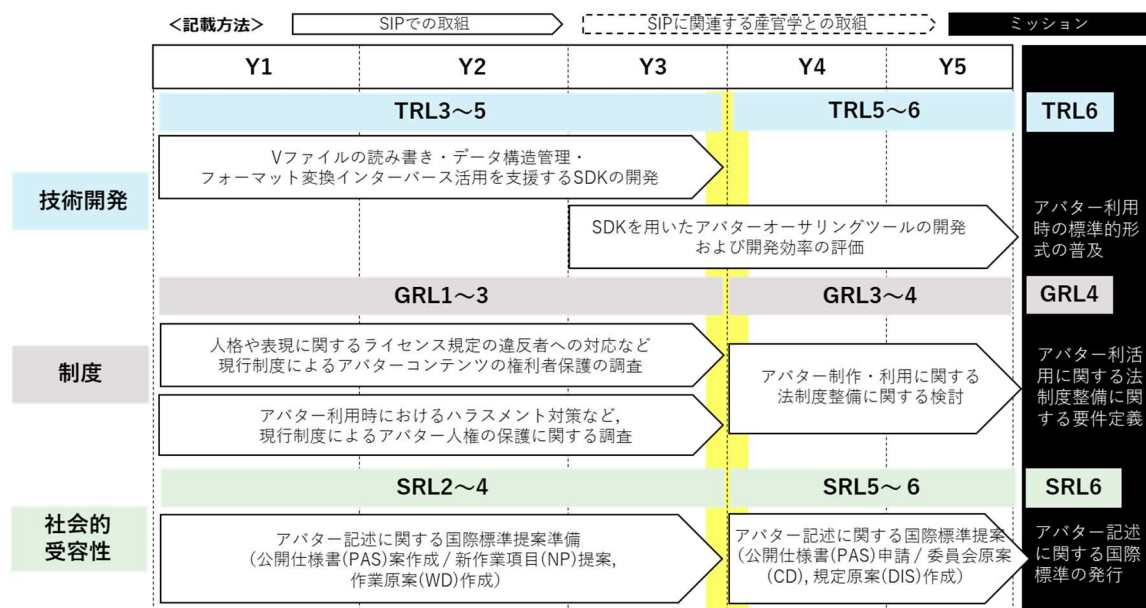 <記載方法>
SIPでの取組
SIPに関連する産官学との取組
ミッション
Y1
Y2
Y3
Y4
Y5
TRL3～5
TRL5～6
TRL6
技術開発
Vファイルの読み書き・データ構造管理・
フォーマット変換インターバース活用を支援するSDKの開発
SDKを用いたアバターオーサリングツールの開発
および開発効率の評価
アバター利用
時の標準的形
式の普及
GRL1～3
GRL3～4
GRL4
制度
人格や表現に関するライセンス規定の違反者への対応など
現行制度によるアバターコンテンツの権利者保護の調査
アバター利用時におけるハラスメント対策など,
現行制度によるアバター人権の保護に関する調査
アバター制作・利用に関する
法制度整備に関する検討
アバター利活
用に関する法
制度整備に関
する要件定義
SRL2～4
SRL5～6
SRL6
社会的
受容性
アバター記述に関する国際標準提案準備
(公開仕様書(PAS)案作成 / 新作業項目(NP)提案,
作業原案(WD)作成）
アバター記述に関する国際標準提案
(公開仕様書(PAS)申請 / 委員会原案
(CD), 規定原案(DIS)作成）
アバター記述
に関する国際
標準の発行